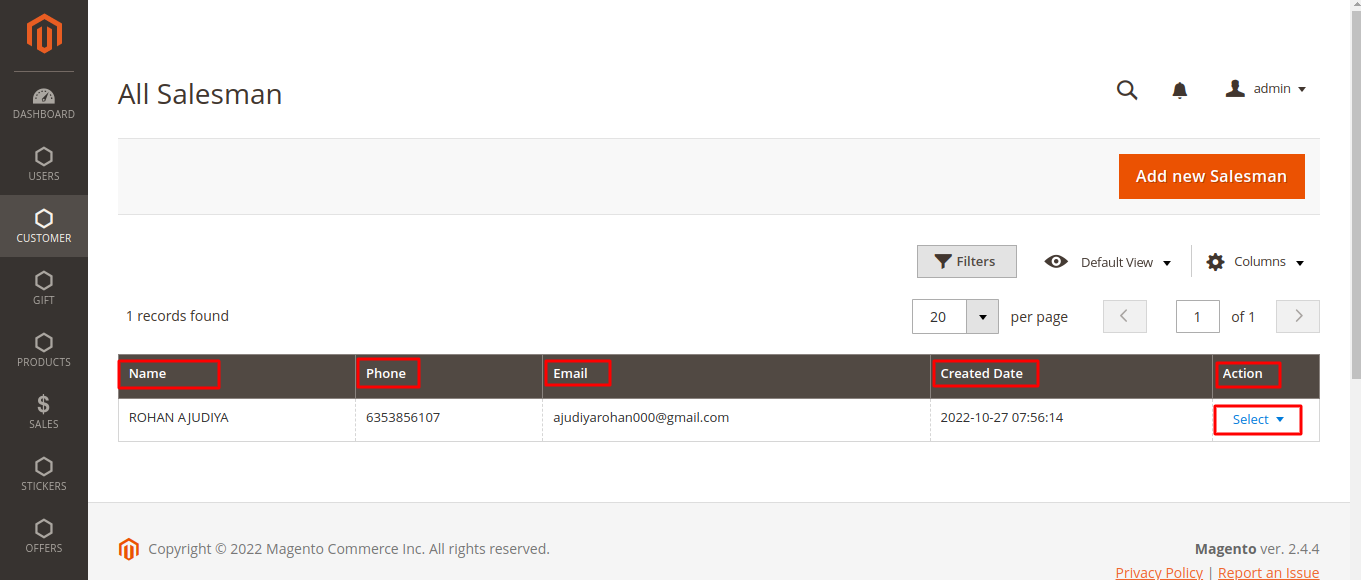 All Salesman
admin
DASHBOARD
USERS
CUSTOMER
GIFT
PRODUCTS
$
SALES
STICKERS
OFFERS
Add new Salesman
Filters
Default View
Columns
1 records found
20
per page
1
of 1
Name Phone Email Created Date Action
ROHAN AJUDIYA 6353856107 ajudiyarohan000@gmail.com 2022-10-27 07:56:14 Select
Copyright © 2022 Magento Commerce Inc. All rights reserved.
Magento ver. 2.4.4
Privacy Policy | Report an Issue